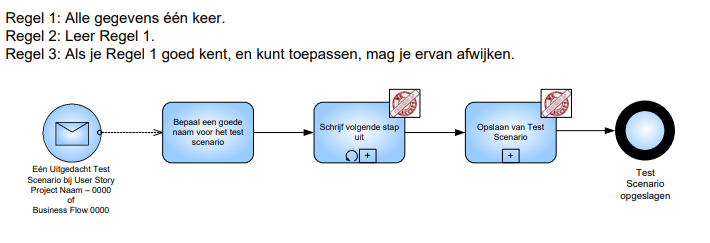 Regel 1: Alle gegevens één keer.
Regel 2: Leer Regel 1.
Regel 3: Als je Regel 1 goed kent, en kunt toepassen, mag je ervan afwijken.
Bepaal een goede
naam voor het test
scenario
Schrijf volgende stap
uit
Opslaan van Test
Scenario
Eén Uitgedacht Test
Scenario bij User Story
Project Naam – 0000
of
Business Flow 0000
Test
Scenario
opgeslagen